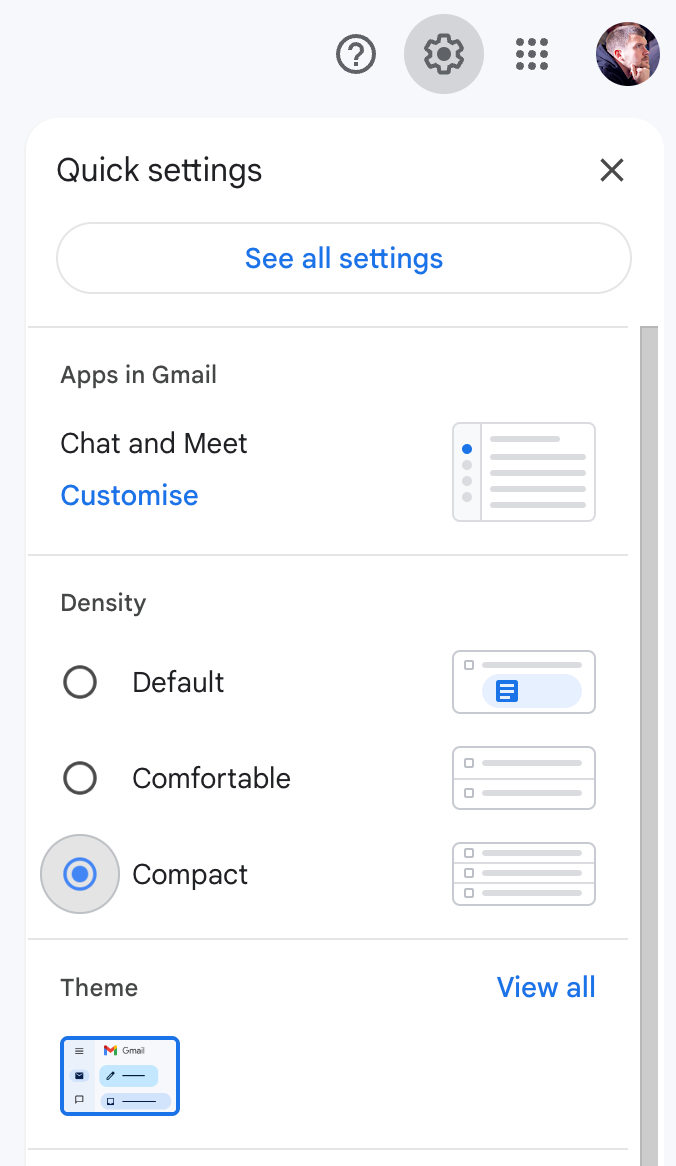 Quick settings
See all settings
Apps in Gmail
Chat and Meet
Customise
Density
Default
Comfortable
Compact
Theme
View all
Gmail